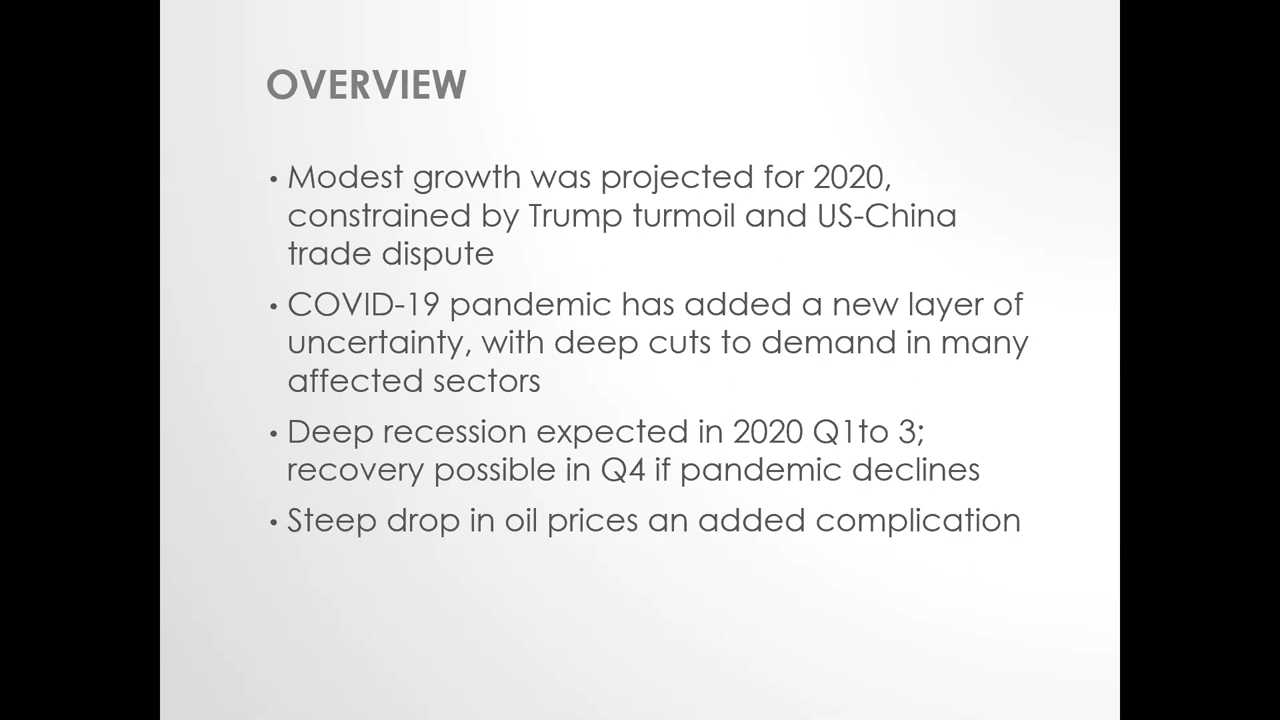 OVERVIEW
• Modest growth was projected for 2020,
constrained by Trump turmoil and US-China
trade dispute
• COVID-19 pandemic has added a new layer of
uncertainty, with deep cuts to demand in many
affected sectors
• Deep recession expected in 2020 Q1to 3;
recovery possible in Q4 if pandemic declines
• Steep drop in oil prices an added complication